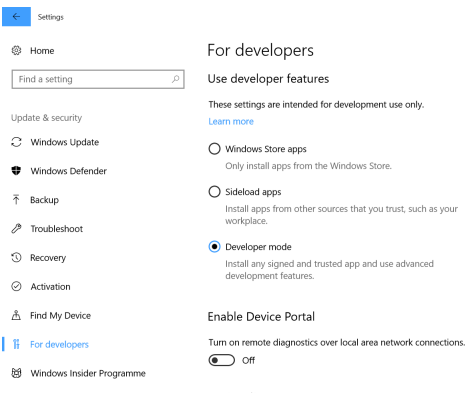 Settings
Home
Find a setting
Update & security
Windows Update
Windows Defender
Backup
Troubleshoot
Recovery
Activation
Find My Device
For developers
Windows Insider Programme
For developers
Use developer features
These settings are intended for development use only.
Learn more
Windows Store apps
Only install apps from the Windows Store.
Sideload apps
Install apps from other sources that you trust, such as your
workplace.
Developer mode
Install any signed and trusted app and use advanced
development features.
Enable Device Portal
Turn on remote diagnostics over local area network connections.
Off